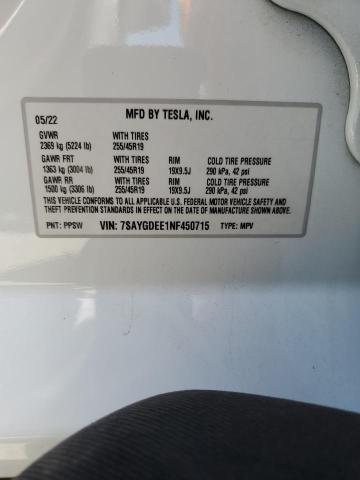 05/22 MFD BY TESLA, INC.
GVWR WITH TIRES
2369 kg (5224 lb) 255/45R19
GAWR FRT WITH TIRES RIM COLD TIRE PRESSURE
1363 kg (3004 lb) 255/45R19 19X9.5J 290 kPa, 42 psi
GAWR RR WITH TIRES RIM COLD TIRE PRESSURE
1500 kg (3306 lb) 255/45R19 19X9.5J 290 kPa, 42 psi
THIS VEHICLE CONFORMS TO ALL APPLICABLE U.S. FEDERAL MOTOR VEHICLE SAFETY AND
THEFT PREVENTION STANDARDS IN EFFECT ON THE DATE OF MANUFACTURE SHOWN ABOVE.
PNT: PPSW VIN: 7SAYGDEE1NF450715 TYPE: MPV